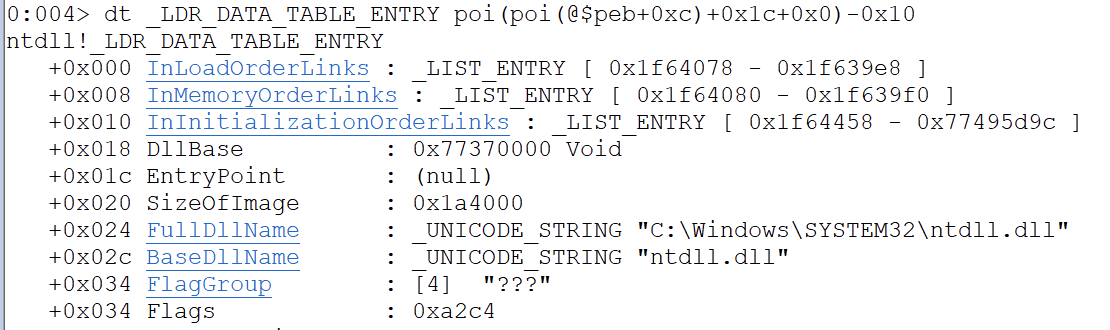 0:004> dt _LDR_DATA_TABLE_ENTRY poi(poi(@$peb+0xc)+0x1c+0x0)-0x10
ntdll!_LDR_DATA_TABLE_ENTRY
+0x000 InLoadOrderLinks : _LIST_ENTRY [ 0x1f64078 - 0x1f639e8 ]
+0x008 InMemoryOrderLinks : _LIST_ENTRY [ 0x1f64080 - 0x1f639f0 ]
+0x010 InInitializationOrderLinks : _LIST_ENTRY [ 0x1f64458 - 0x77495d9c ]
+0x018 DllBase : 0x77370000 Void
+0x01c EntryPoint : (null)
+0x020 SizeOfImage : 0x1a4000
+0x024 FullDllName : _UNICODE_STRING "C:\Windows\SYSTEM32\ntdll.dll"
+0x02c BaseDllName : _UNICODE_STRING "ntdll.dll"
+0x034 FlagGroup : [4] "???"
+0x034 Flags : 0xa2c4